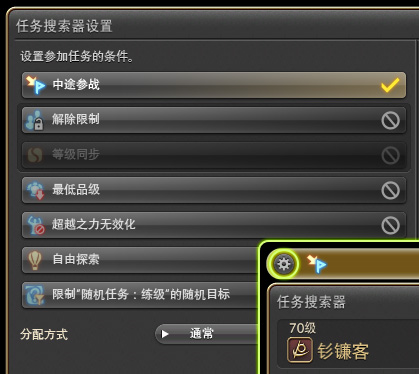 任务搜索器设置
设置参加任务的条件。
中途参战
解除限制
等级同步
最低品级
超越之力无效化
自由探索
限制"随机任务：练级"的随机目标
分配方式
通常
任务搜索器
70级
钐镰客